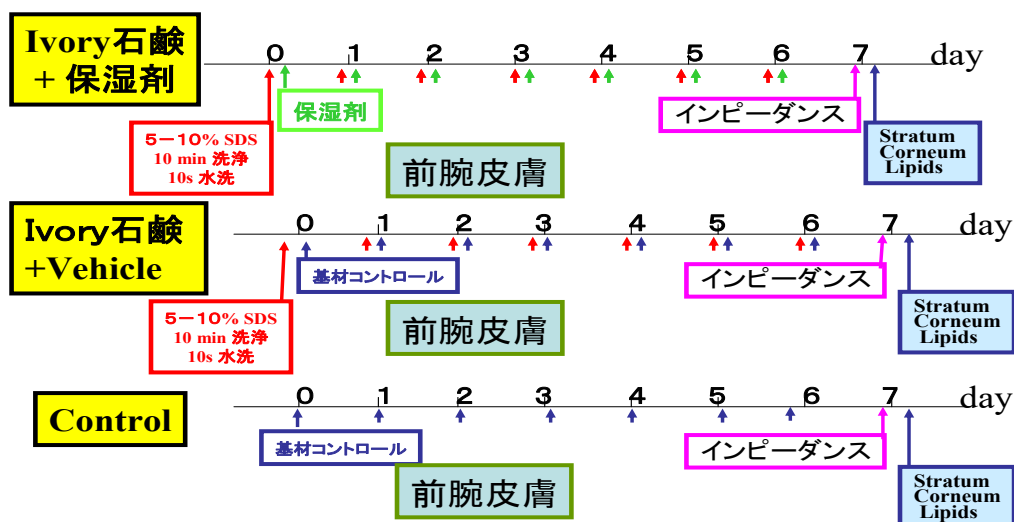 Ivory石鹸
+ 保湿剤
0 1 2 3 4 5 6 7 day
保湿剤
インピーダンス
5－10% SDS
10 min 洗浄
10s 水洗
前腕皮膚
Stratum
Corneum
Lipids
Ivory石鹸
+Vehicle
0 1 2 3 4 5 6 7 day
基材コントロール
インピーダンス
5－10% SDS
10 min 洗浄
10s 水洗
前腕皮膚
Stratum
Corneum
Lipids
Control
0 1 2 3 4 5 6 7 day
基材コントロール
インピーダンス
前腕皮膚
Stratum
Corneum
Lipids